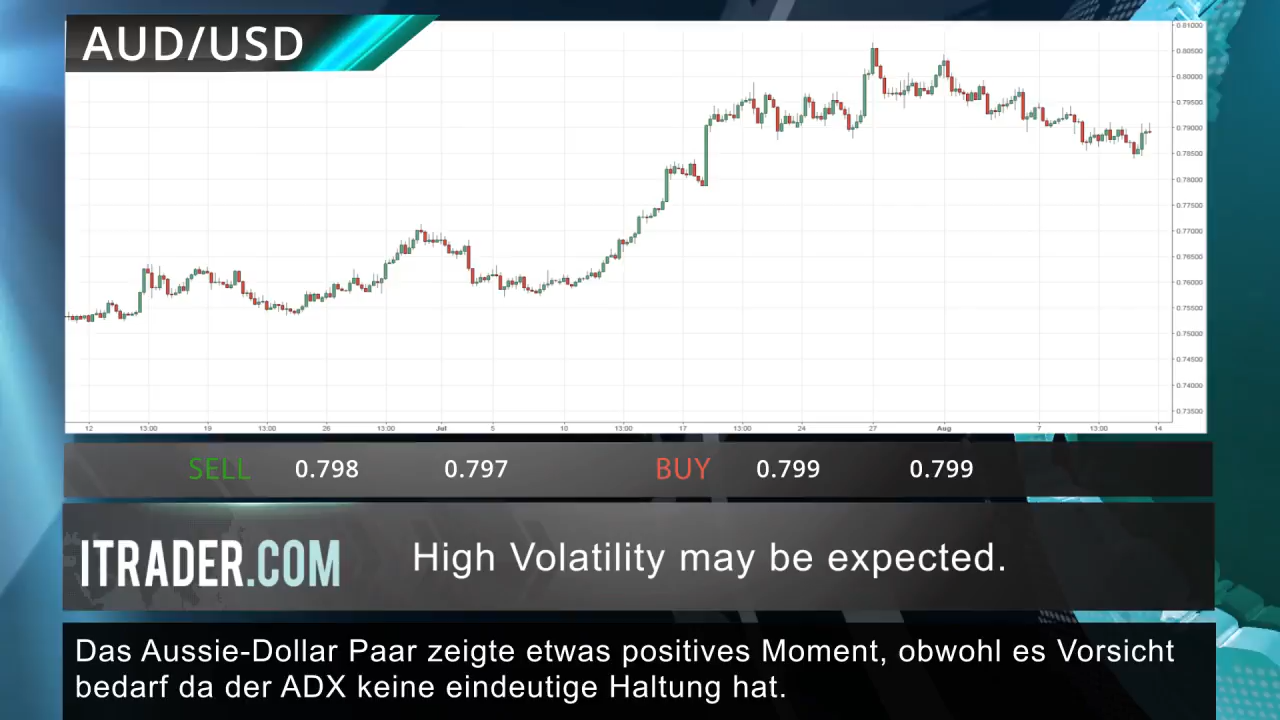 AUD/USD
0.81000
0.80500
0.80000
0.79500
0.79000
0.78500
0.78000
0.77500
0.77000
0.76500
0.76000
0.75500
0.75000
0.74500
0.74000
0.73500
12 13:00 19 13:00 26 13:00 Jul 5 10 13:00 17 13:00 24 27 Aug 7 13:00 14
SELL 0.798 0.797 BUY 0.799 0.799
ITRADER.COM High Volatility may be expected.
Das Aussie-Dollar Paar zeigte etwas positives Moment, obwohl es Vorsicht
bedarf da der ADX keine eindeutige Haltung hat.